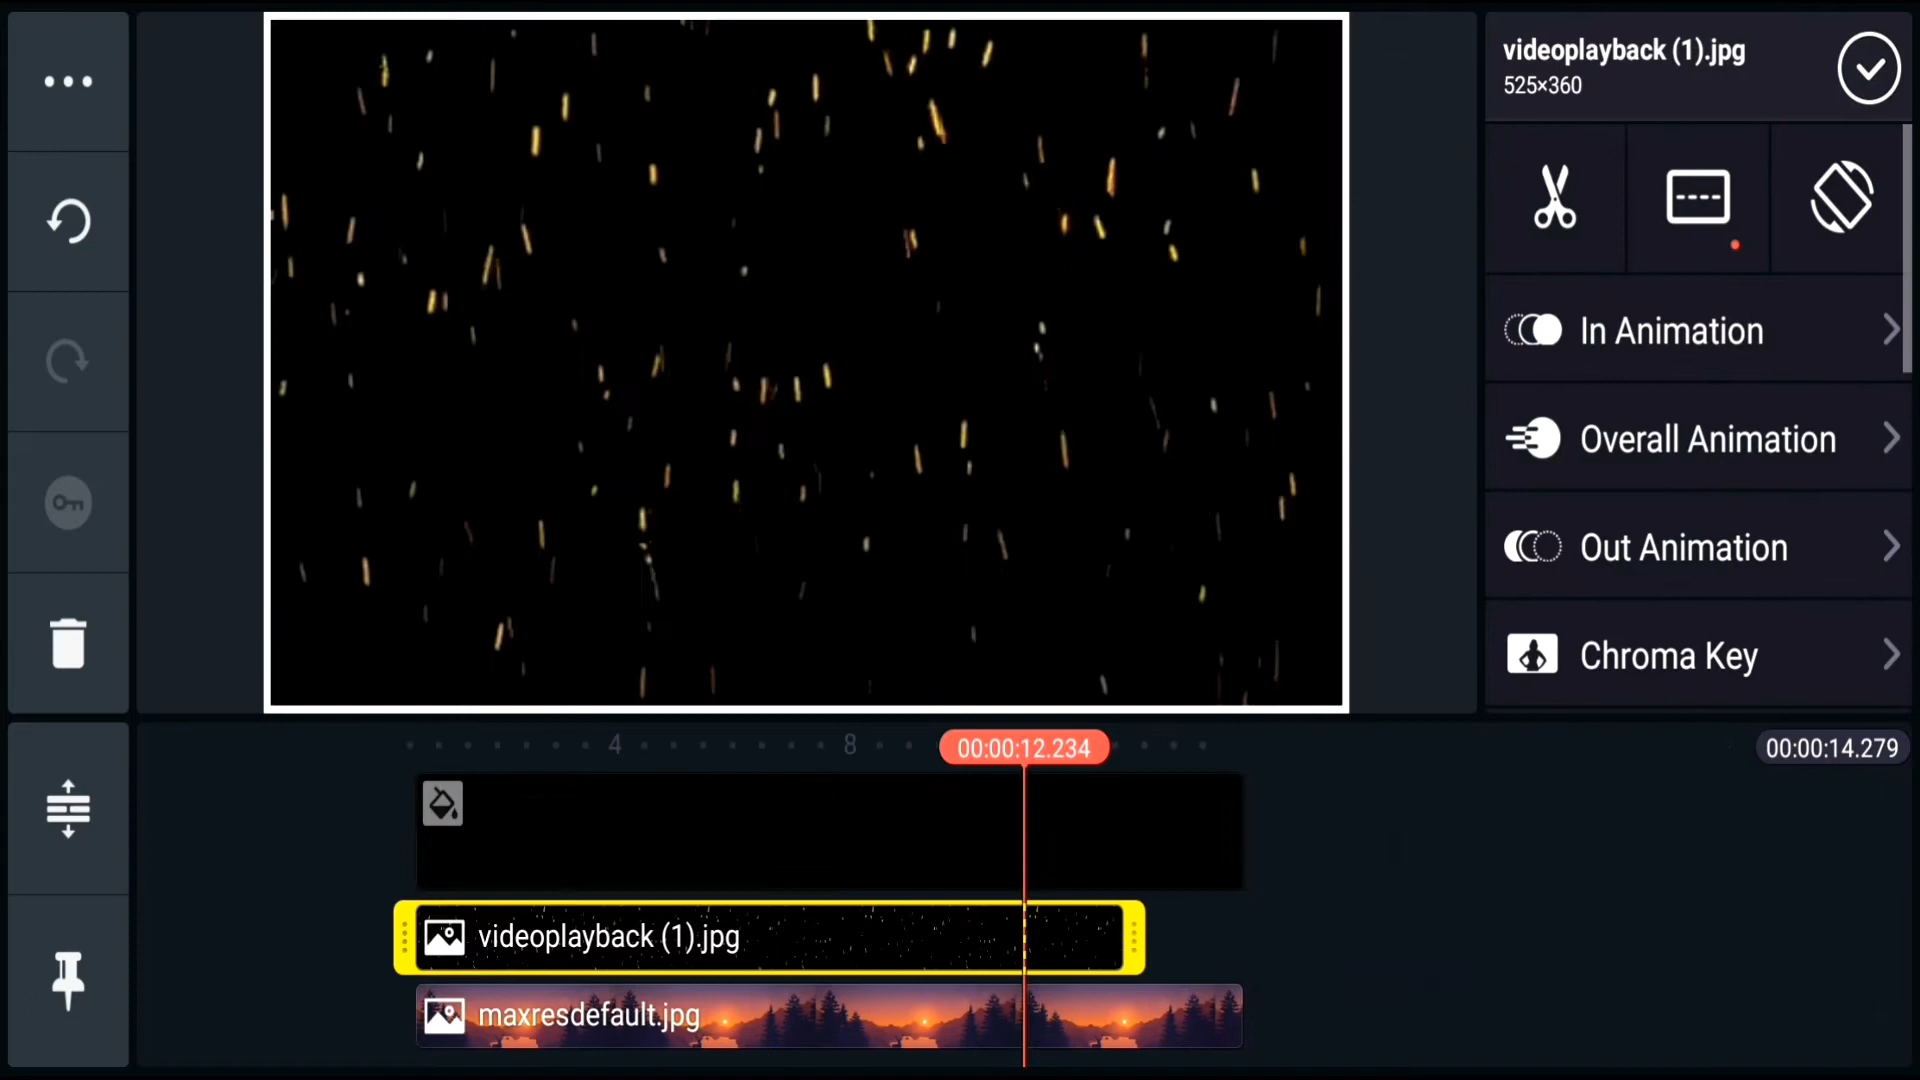 videoplayback (1).jpg
525×360
In Animation
Overall Animation
Out Animation
Chroma Key
4
8
00:00:12.234
00:00:14.279
videoplayback (1).jpg
maxresdefault.jpg